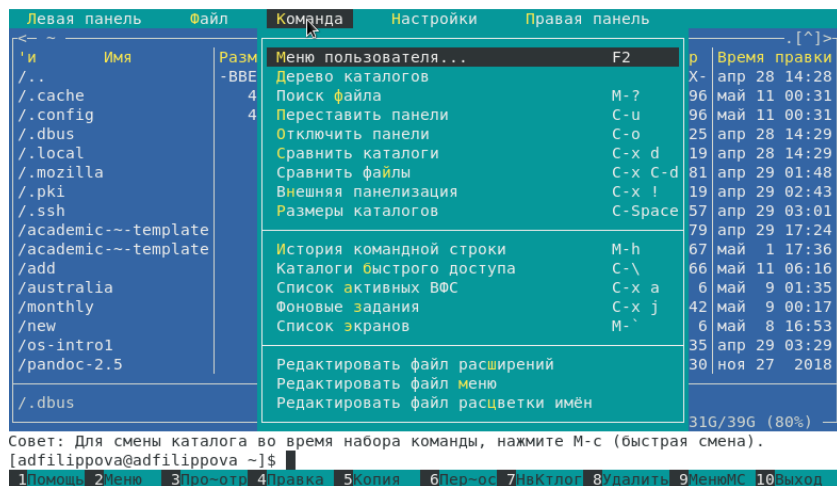 Левая панель Файл Команда Настройки Правая панель
<— ~ .[^]>
'и Имя Разм р Время правки
/.. -ВВЕ Х- апр 28 14:28
/.cache 4 96 май 11 00:31
/.config 4 96 май 11 00:31
/.dbus 25 апр 28 14:29
/.local 19 апр 28 14:29
/.mozilla 81 апр 29 01:48
/.pki 19 апр 29 02:43
/.ssh 57 апр 29 03:01
/academic-~-template 79 апр 29 17:24
/academic-~-template 67 май 1 17:36
/add 66 май 11 06:16
/australia 6 май 9 01:35
/monthly 42 май 9 00:17
/new 6 май 8 16:53
/os-intro1 35 апр 29 03:29
/pandoc-2.5 30 ноя 27 2018
/.dbus
31G/39G (80%)
Меню пользователя... F2
Дерево каталогов
Поиск файла M-?
Переставить панели C-u
Отключить панели C-o
Сравнить каталоги C-x d
Сравнить файлы C-x C-d
Внешняя панелизация C-x !
Размеры каталогов C-Space
История командной строки M-h
Каталоги быстрого доступа C-\
Список активных ВФС C-x a
Фоновые задания C-x j
Список экранов M-`
Редактировать файл расширений
Редактировать файл меню
Редактировать файл расцветки имён
Совет: Для смены каталога во время набора команды, нажмите M-c (быстрая смена).
[adfilippova@adfilippova ~]$
1Помощь 2Меню 3Про~отр 4Правка 5Копия 6Пер~ос 7НвКтлог 8Удалить 9МенюMC 10Выход